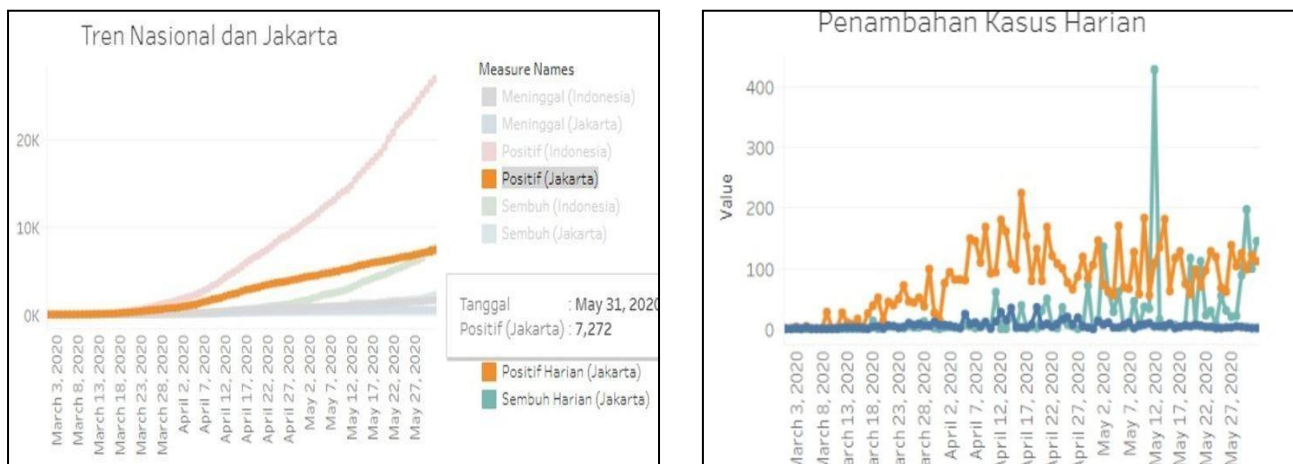 Tren Nasional dan Jakarta
20K
10K
0K
March 3, 2020
March 8, 2020
March 13, 2020
March 18, 2020
March 23, 2020
March 28, 2020
April 2, 2020
April 7, 2020
April 12, 2020
April 17, 2020
April 22, 2020
April 27, 2020
May 2, 2020
May 7, 2020
May 12, 2020
May 17, 2020
May 22, 2020
May 27, 2020
Measure Names
Meninggal (Indonesia)
Meninggal (Jakarta)
Positif (Indonesia)
Positif (Jakarta)
Sembuh (Indonesia)
Sembuh (Jakarta)
Tanggal : May 31, 2020
Positif (Jakarta) : 7,272
Positif Harian (Jakarta)
Sembuh Harian (Jakarta)
Penambahan Kasus Harian
Value
400
300
200
100
0
March 3, 2020
March 8, 2020
arch 13, 2020
arch 18, 2020
arch 23, 2020
arch 28, 2020
April 2, 2020
April 7, 2020
April 12, 2020
April 17, 2020
April 22, 2020
April 27, 2020
May 2, 2020
May 7, 2020
May 12, 2020
May 17, 2020
May 22, 2020
May 27, 2020